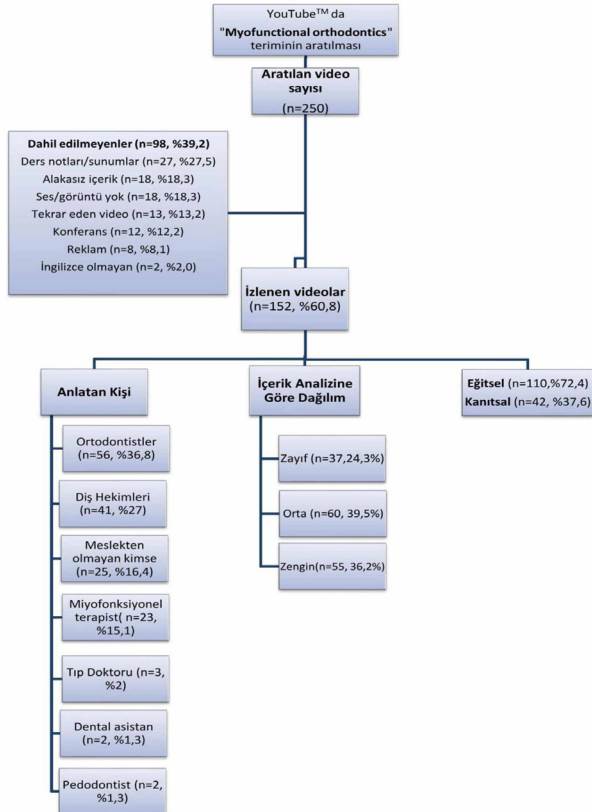 YouTube™ da
"Myofunctional orthodontics"
teriminin aratılması
Aratılan video
sayısı
(n=250)
Dahil edilmeyenler (n=98, %39,2)
Ders notları/sunumlar (n=27, %27,5)
Alakasız içerik (n=18, %18,3)
Ses/görüntü yok (n=18, %18,3)
Tekrar eden video (n=13, %13,2)
Konferans (n=12, %12,2)
Reklam (n=8, %8,1)
İngilizce olmayan (n=2, %2,0)
İzlenen videolar
(n=152, %60,8)
Anlatan Kişi
Ortodontistler
(n=56, %36,8)
Diş Hekimleri
(n=41, %27)
Meslekten
olmayan kimse
(n=25, %16,4)
Miyofonksiyonel
terapist( n=23,
%15,1)
Tıp Doktoru (n=3,
%2)
Dental asistan
(n=2, %1,3)
Pedodontist (n=2,
%1,3)
İçerik Analizine
Göre Dağılım
Zayıf (n=37,24,3%)
Orta (n=60, 39,5%)
Zengin(n=55, 36,2%)
Eğitsel (n=110,%72,4)
Kanıtsal (n=42, %37,6)